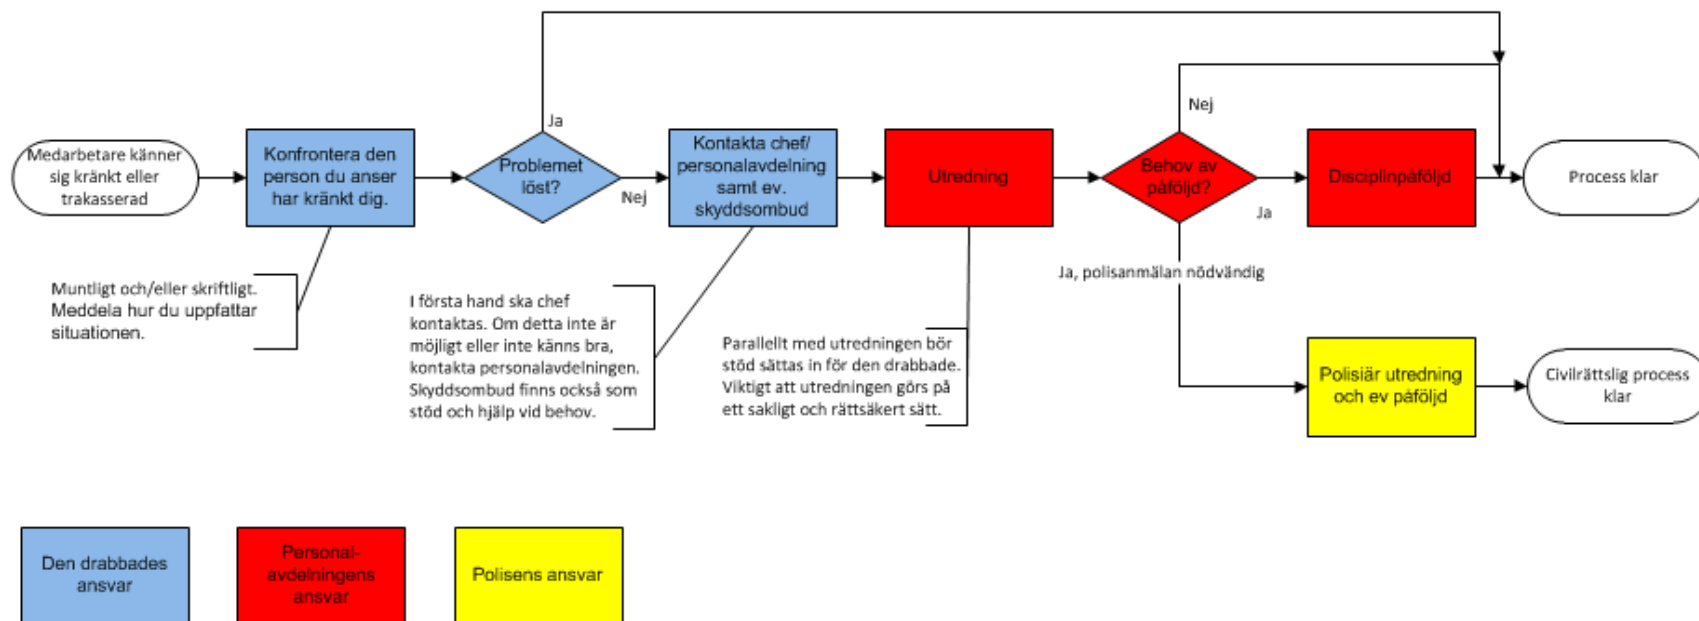 Ja
Nej
Medarbetare känner
sig kränkt eller
trakasserad
Konfrontera den
person du anser
har kränkt dig.
Problemet
löst?
Nej
Kontakta chef/
personalavdelning
samt ev.
skyddsombud
Utredning
Behov av
påföljd?
Ja
Disciplinpåföljd
Process klar
Muntligt och/eller skriftligt.
Meddela hur du uppfattar
situationen.
I första hand ska chef
kontaktas. Om detta inte är
möjligt eller inte känns bra,
kontakta personalavdelningen.
Skyddsombud finns också som
stöd och hjälp vid behov.
Parallellt med utredningen bör
stöd sättas in för den drabbade.
Viktigt att utredningen görs på
ett sakligt och rättsäkert sätt.
Ja, polisanmälan nödvändig
Polisiär utredning
och ev påföljd
Civilrättslig process
klar
Den drabbades
ansvar
Personal-
avdelningens
ansvar
Polisens ansvar